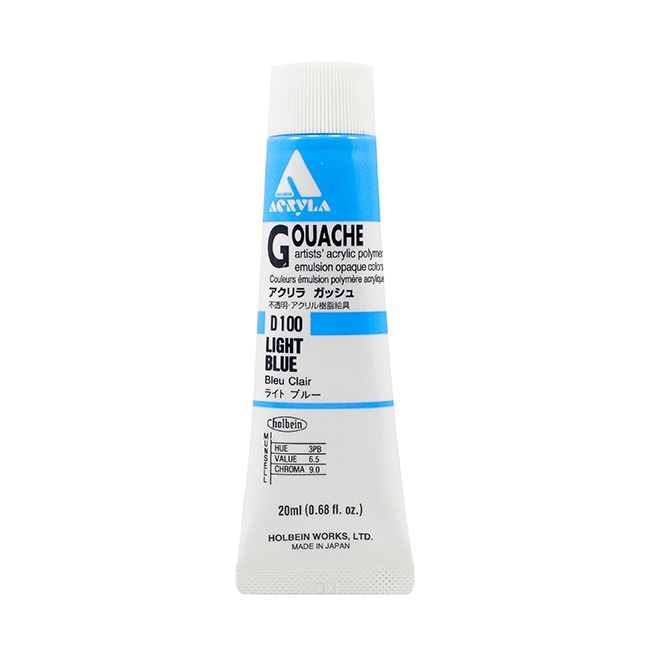 HOLBEIN
ACRYLA
GOUACHE
artists' acrylic polymer
emulsion opaque colors
Couleurs émulsion polymère acrylique
アクリラ ガッシュ
不透明・アクリル樹脂絵具
D100
LIGHT
BLUE
Bleu Clair
ライト ブルー
holbein
MUNSELL
HUE 3PB
VALUE 6.5
CHROMA 9.0
20ml (0.68 fl. oz.)
HOLBEIN WORKS, LTD.
MADE IN JAPAN